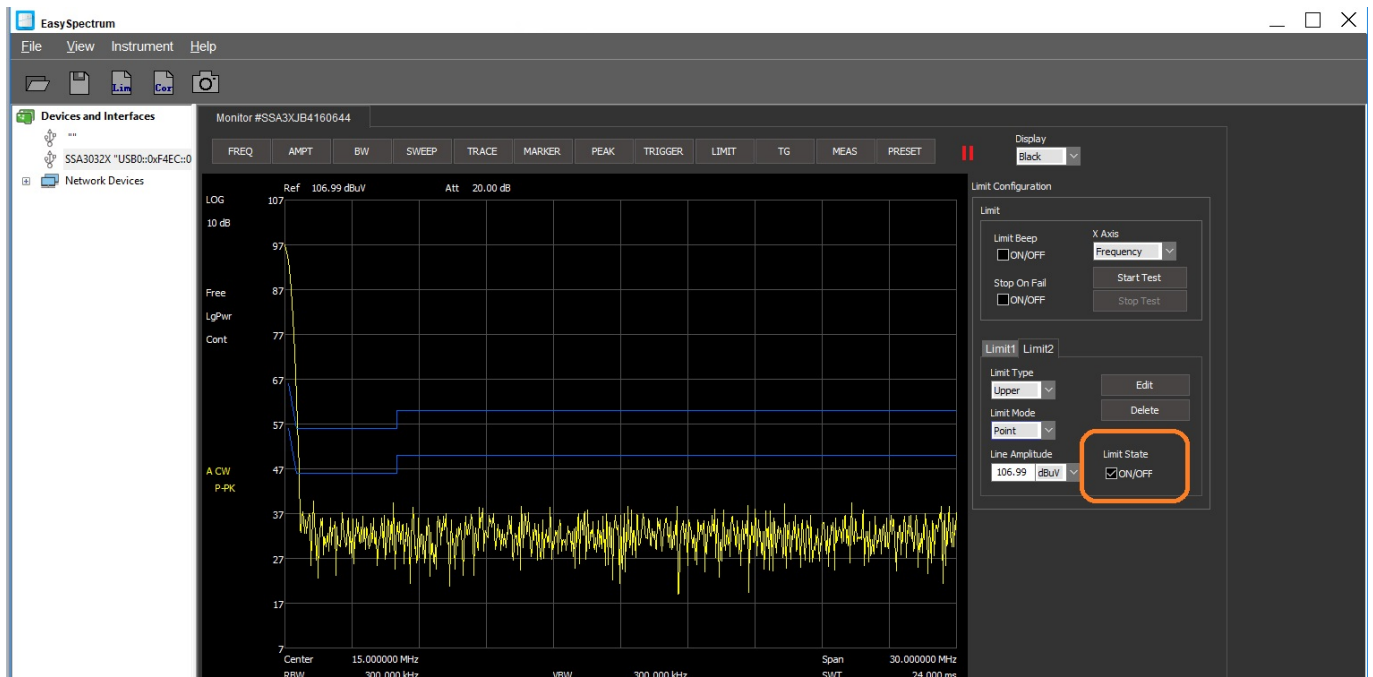 EasySpectrum
File View Instrument Help
Lim Cor
Devices and Interfaces
""
SSA3032X "USB0::0xF4EC::0
Network Devices
Monitor #SSA3XJB4160644
FREQ AMPT BW SWEEP TRACE MARKER PEAK TRIGGER LIMIT TG MEAS PRESET
Display
Black
Ref 106.99 dBuV Att 20.00 dB
LOG
10 dB
Free
LgPwr
Cont
A CW
P-PK
107
97
87
77
67
57
47
37
27
17
7
Center 15.000000 MHz Span 30.000000 MHz
RBW 300.000 kHz VBW 300.000 kHz SWT 24.000 ms
Limit Configuration
Limit
Limit Beep X Axis
ON/OFF Frequency
Stop On Fail Start Test
ON/OFF Stop Test
Limit1 Limit2
Limit Type
Upper Edit
Limit Mode Delete
Point
Line Amplitude Limit State
106.99 dBuV ON/OFF